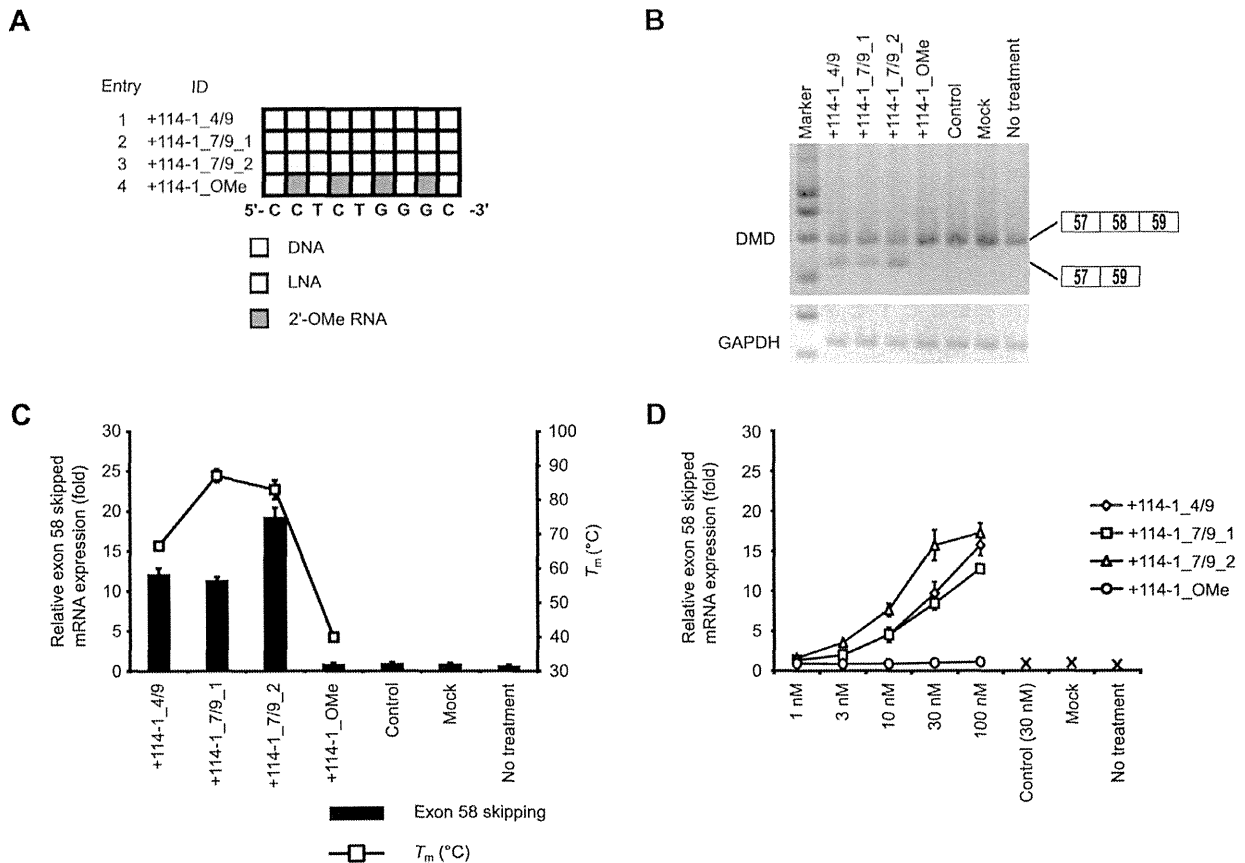 A
Entry ID
1 +114-1_4/9
2 +114-1_7/9_1
3 +114-1_7/9_2
4 +114-1_OMe
5'- C C T C T G G G C -3'
DNA
LNA
2'-OMe RNA
B
Marker
+114-1_4/9
+114-1_7/9_1
+114-1_7/9_2
+114-1_OMe
Control
Mock
No treatment
DMD
57 58 59
57 59
GAPDH
C
Relative exon 58 skipped
mRNA expression (fold)
30
25
20
15
10
5
0
100
90
80
70
60
50
40
30
Tm (°C)
+114-1_4/9
+114-1_7/9_1
+114-1_7/9_2
+114-1_OMe
Control
Mock
No treatment
Exon 58 skipping
Tm (°C)
D
Relative exon 58 skipped
mRNA expression (fold)
30
25
20
15
10
5
0
1 nM
3 nM
10 nM
30 nM
100 nM
Control (30 nM)
Mock
No treatment
+114-1_4/9
+114-1_7/9_1
+114-1_7/9_2
+114-1_OMe